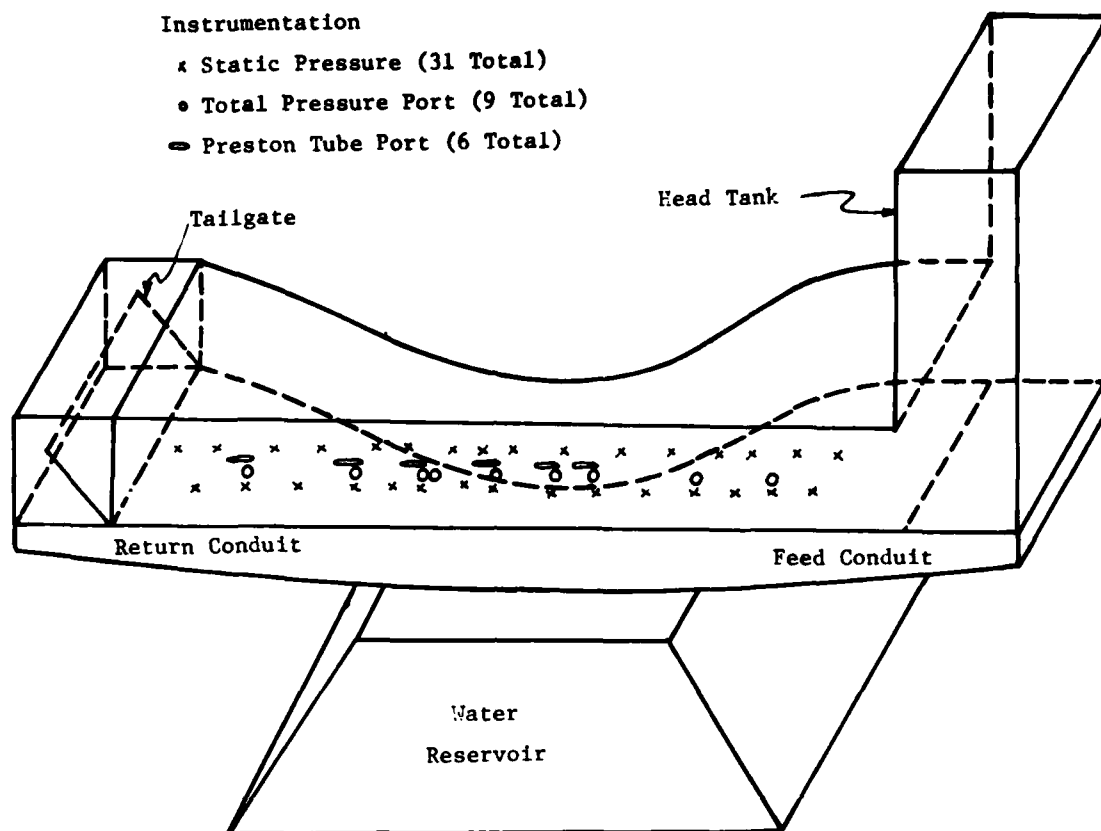 Instrumentation
x Static Pressure (31 Total)
o Total Pressure Port (9 Total)
Preston Tube Port (6 Total)
Head Tank
Tailgate
Return Conduit
Feed Conduit
Water
Reservoir